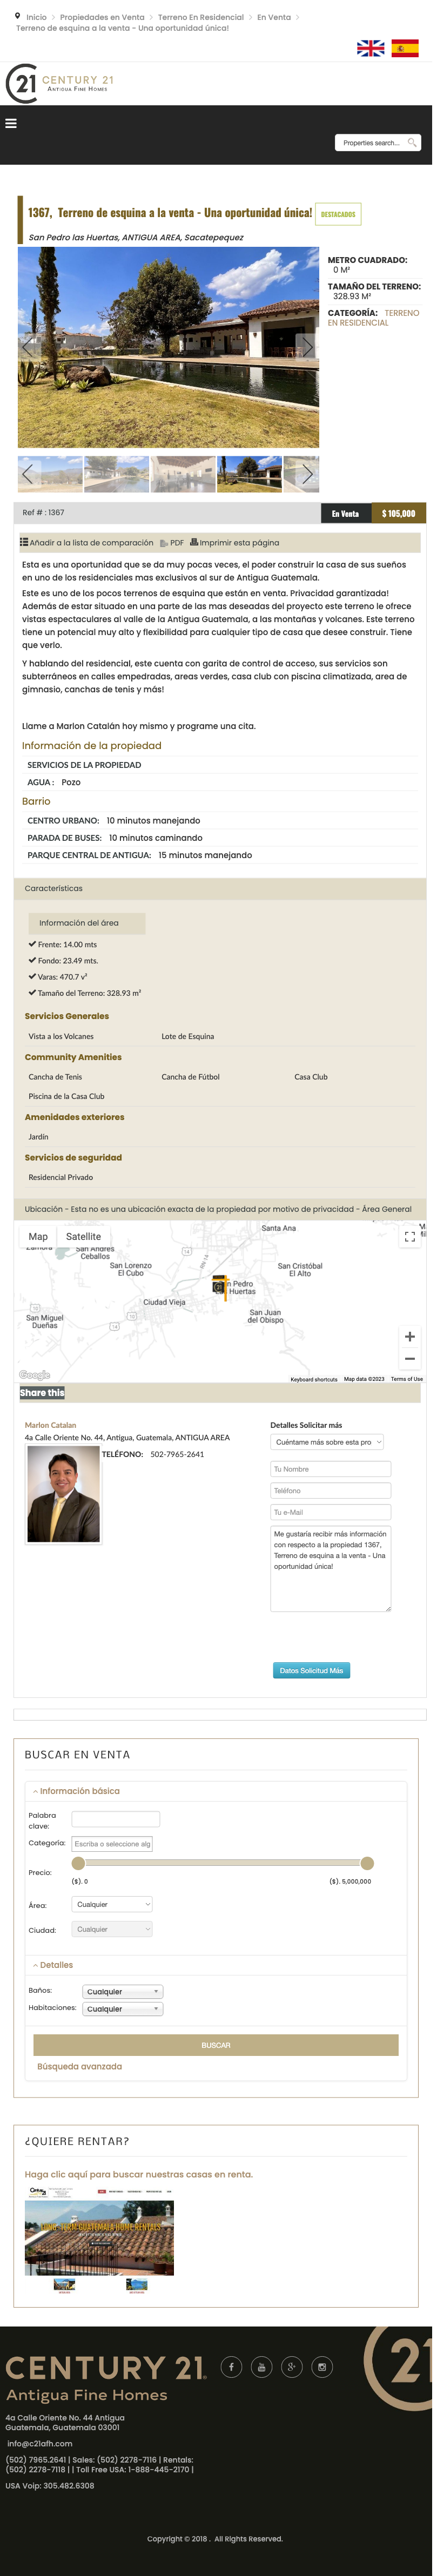 Inico > Propiedades en Venta > Terreno En Residencial > En Venta >
Terreno de esquina a la venta - Una oportunidad única!
21 CENTURY 21
ANTIGUA FINE HOMES
Properties search...
1367, Terreno de esquina a la venta - Una oportunidad única! DESTACADOS
San Pedro las Huertas, ANTIGUA AREA, Sacatepequez
METRO CUADRADO:
0 M²
TAMAÑO DEL TERRENO:
328.93 M²
CATEGORÍA: TERRENO
EN RESIDENCIAL
Ref # : 1367
En Venta
$ 105,000
Añadir a la lista de comparación PDF Imprimir esta página
Esta es una oportunidad que se da muy pocas veces, el poder construir la casa de sus sueños
en uno de los residenciales mas exclusivos al sur de Antigua Guatemala.
Este es uno de los pocos terrenos de esquina que están en venta. Privacidad garantizada!
Además de estar situado en una parte de las mas deseadas del proyecto este terreno le ofrece
vistas espectaculares al valle de la Antigua Guatemala, a las montañas y volcanes. Este terreno
tiene un potencial muy alto y flexibilidad para cualquier tipo de casa que desee construir. Tiene
que verlo.
Y hablando del residencial, este cuenta con garita de control de acceso, sus servicios son
subterráneos en calles empedradas, areas verdes, casa club con piscina climatizada, area de
gimnasio, canchas de tenis y más!
Llame a Marlon Catalán hoy mismo y programe una cita.
Información de la propiedad
SERVICIOS DE LA PROPIEDAD
AGUA : Pozo
Barrio
CENTRO URBANO: 10 minutos manejando
PARADA DE BUSES: 10 minutos caminando
PARQUE CENTRAL DE ANTIGUA: 15 minutos manejando
Características
Información del área
Frente: 14.00 mts
Fondo: 23.49 mts.
Varas: 470.7 v²
Tamaño del Terreno: 328.93 m²
Servicios Generales
Vista a los Volcanes Lote de Esquina
Community Amenities
Cancha de Tenis Cancha de Fútbol Casa Club
Piscina de la Casa Club
Amenidades exteriores
Jardín
Servicios de seguridad
Residencial Privado
Ubicación - Esta no es una ubicación exacta de la propiedad por motivo de privacidad - Área General
Map Satellite
Santa Ana
San Andres
Ceballos
San Lorenzo
El Cubo
RN 14
14
San Cristóbal
El Alto
n Pedro
Huertas
Ciudad Vieja
10
10
14
San Miguel
Dueñas
San Juan
del Obispo
Google
Keyboard shortcuts Map data ©2023 Terms of Use
Share this
Marlon Catalan
4a Calle Oriente No. 44, Antigua, Guatemala, ANTIGUA AREA
TELÉFONO: 502-7965-2641
Detalles Solicitar más
Cuéntame más sobre esta pro
Tu Nombre
Teléfono
Tu e-Mail
Me gustaría recibir más información
con respecto a la propiedad 1367,
Terreno de esquina a la venta - Una
oportunidad única!
Datos Solicitud Más
BUSCAR EN VENTA
Información básica
Palabra
clave:
Categoría: Escriba o seleccione alg
Precio:
($). 0 ($). 5,000,000
Área: Cualquier
Ciudad: Cualquier
Detalles
Baños: Cualquier
Habitaciones: Cualquier
BUSCAR
Búsqueda avanzada
¿QUIERE RENTAR?
Haga clic aquí para buscar nuestras casas en renta.
LONG-TERM GUATEMALA HOME RENTALS
CENTURY 21
Antigua Fine Homes
21
4a Calle Oriente No. 44 Antigua
Guatemala, Guatemala 03001
info@c21afh.com
(502) 7965.2641 | Sales: (502) 2278-7116 | Rentals:
(502) 2278-7118 | | Toll Free USA: 1-888-445-2170 |
USA Voip: 305.482.6308
Copyright © 2018 . All Rights Reserved.